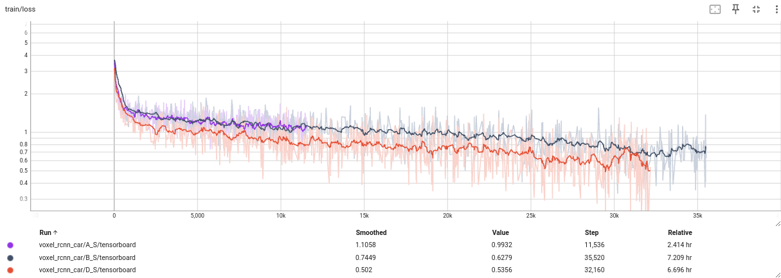 train/loss
6
5
4
3
2
1
0.8
0.7
0.6
0.5
0.4
0.3
0 5,000 10k 15k 20k 25k 30k 35k
Run ↑ Smoothed Value Step Relative
voxel_rcnn_car/A_S/tensorboard 1.1058 0.9932 11,536 2.414 hr
voxel_rcnn_car/B_S/tensorboard 0.7449 0.6279 35,520 7.209 hr
voxel_rcnn_car/D_S/tensorboard 0.502 0.5356 32,160 6.696 hr